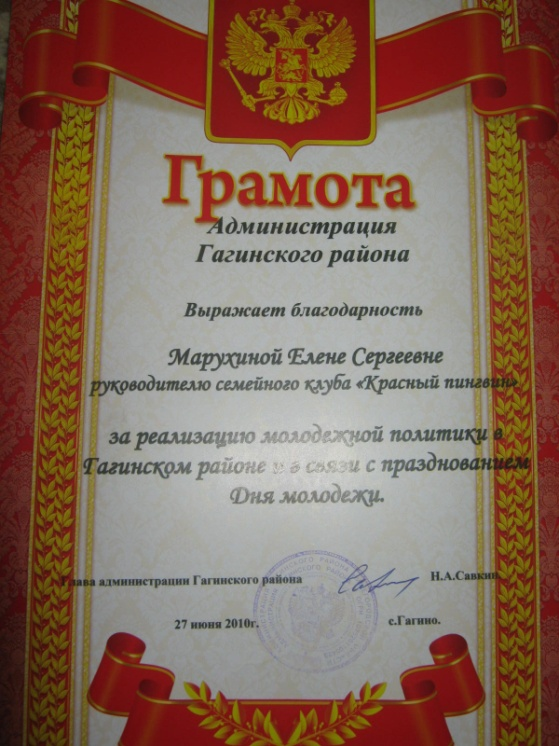 Грамота
Администрация
Гагинского района
Выражает благодарность
Марухиной Елене Сергеевне
руководителю семейного клуба «Красный пингвин»
за реализацию молодежной политики в
Гагинском районе и в связи с празднованием
Дня молодежи.
Глава администрации Гагинского района Н.А.Савкин
27 июня 2010г. с.Гагино.